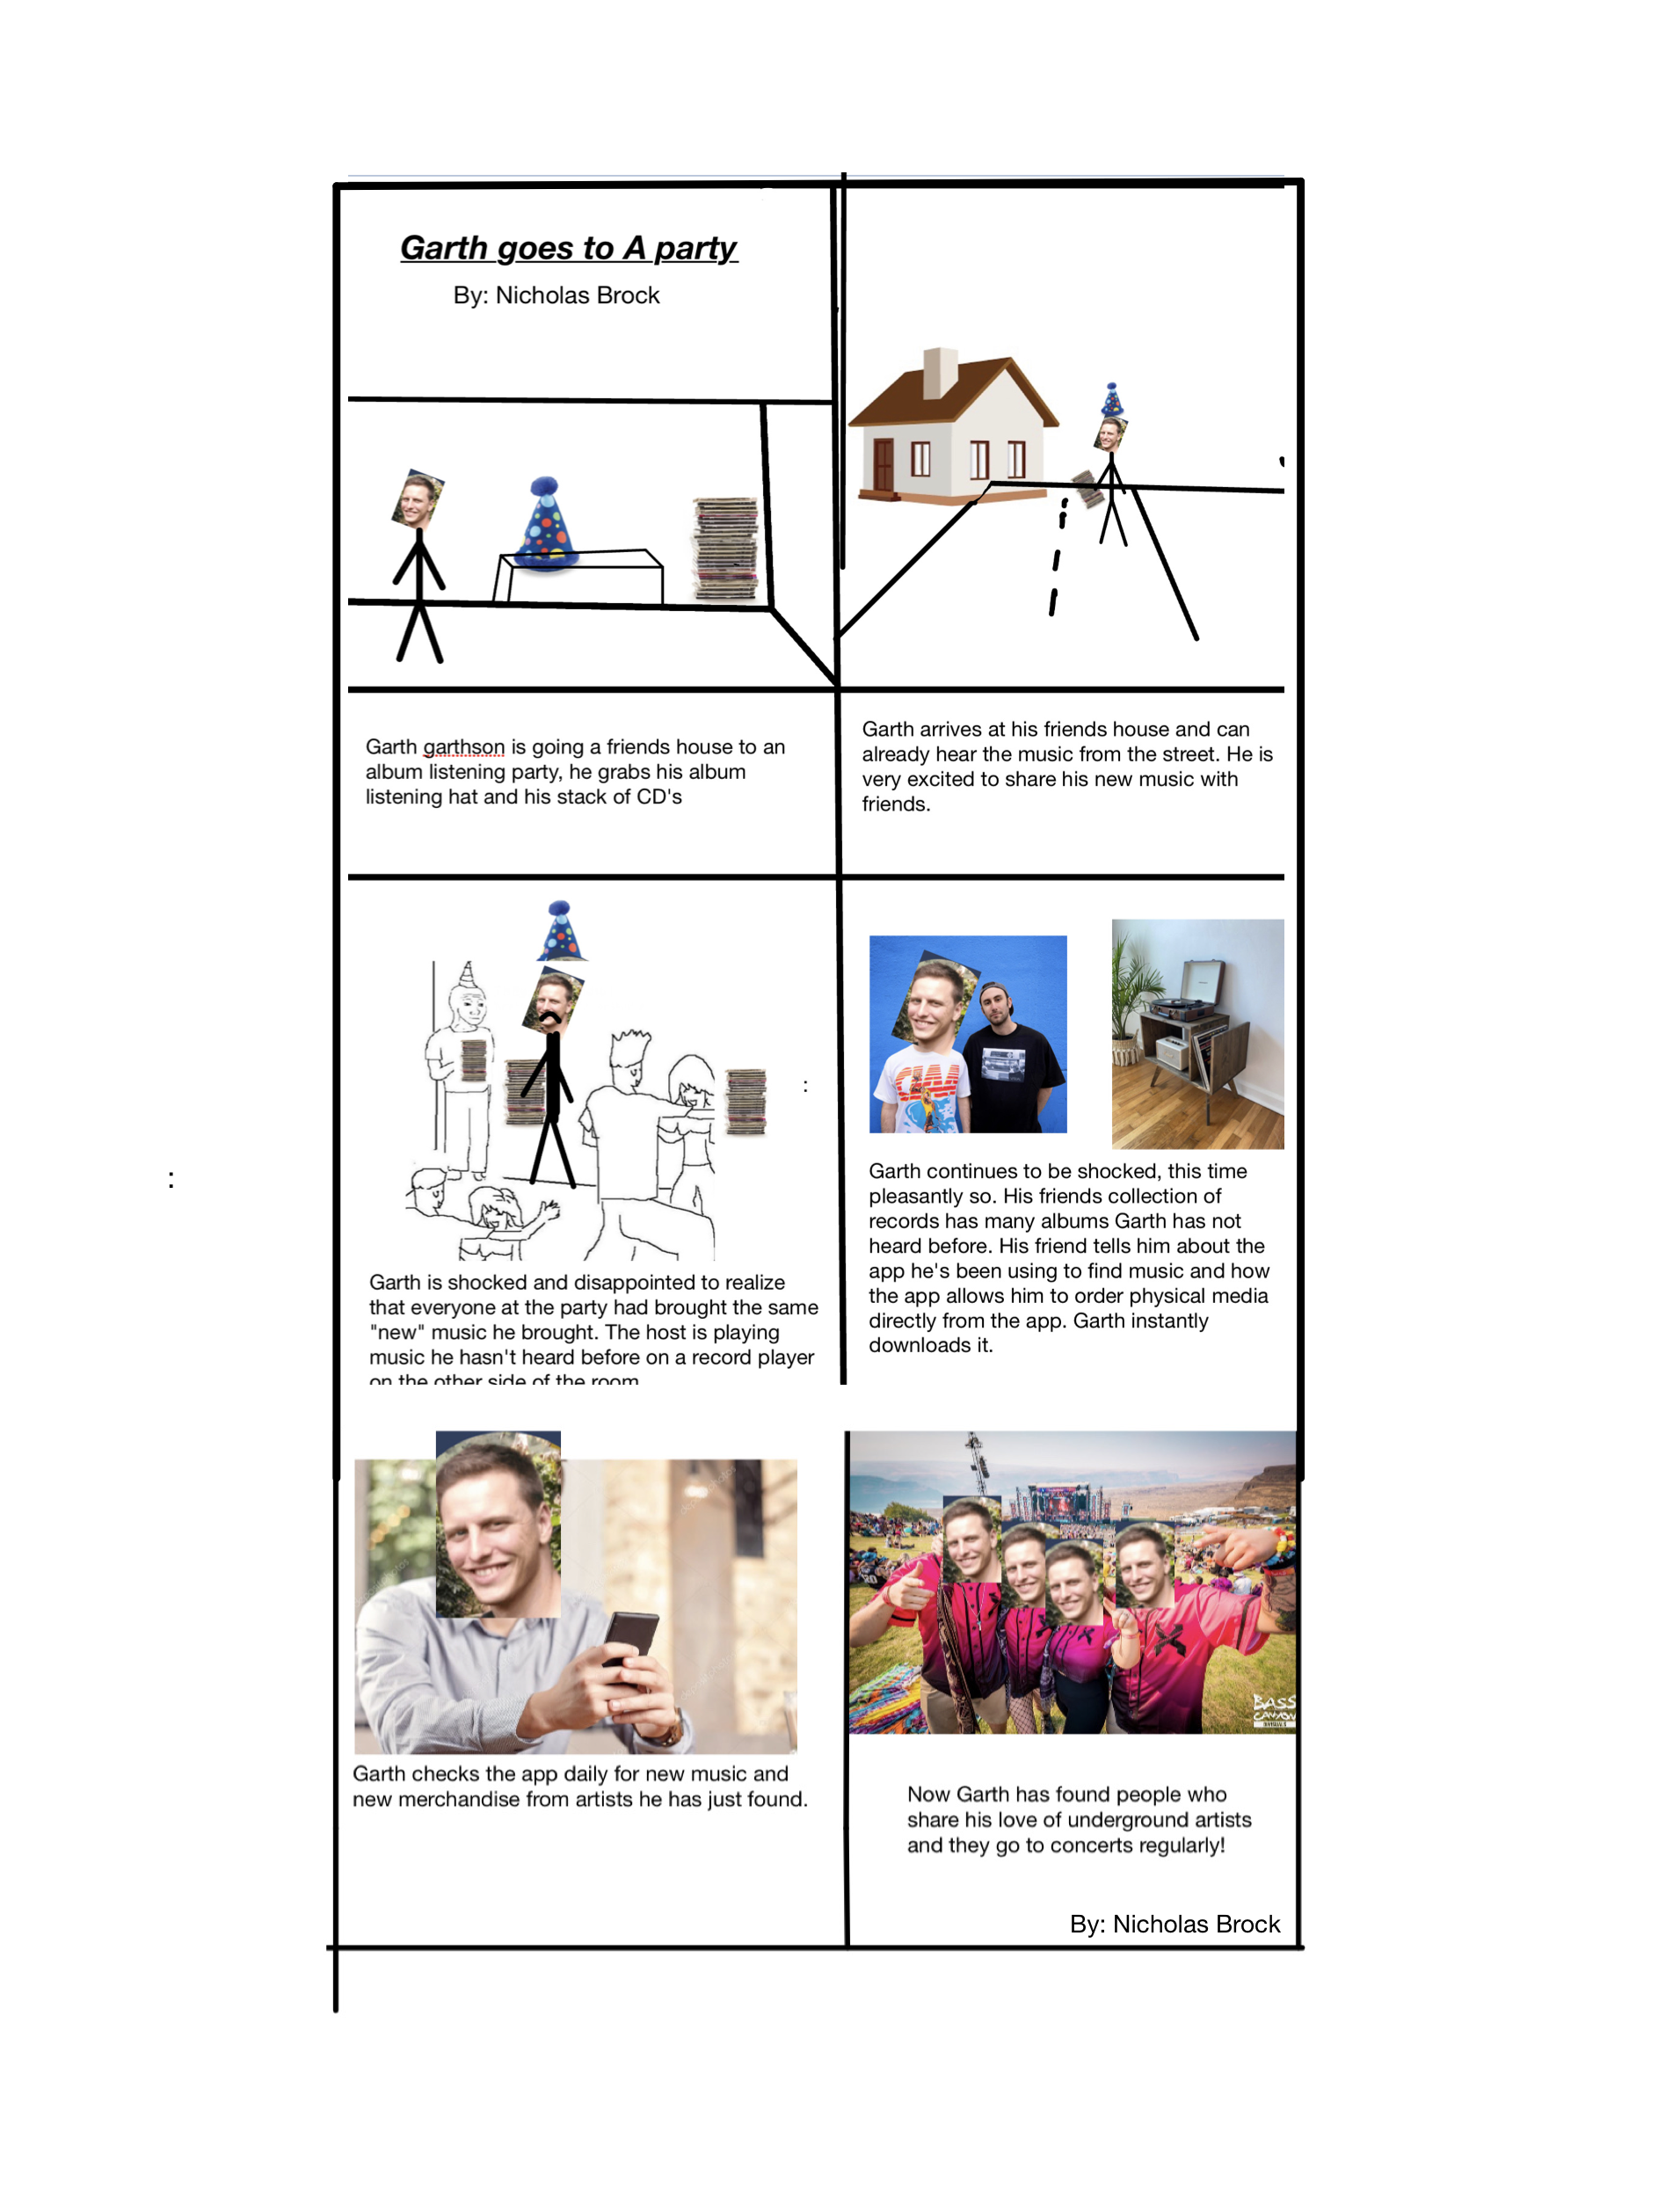 Garth goes to A party
By: Nicholas Brock
Garth garthson is going a friends house to an
album listening party, he grabs his album
listening hat and his stack of CD's
Garth arrives at his friends house and can
already hear the music from the street. He is
very excited to share his new music with
friends.
Garth is shocked and disappointed to realize
that everyone at the party had brought the same
"new" music he brought. The host is playing
music he hasn't heard before on a record player
on the other side of the room
:
:
Garth continues to be shocked, this time
pleasantly so. His friends collection of
records has many albums Garth has not
heard before. His friend tells him about the
app he's been using to find music and how
the app allows him to order physical media
directly from the app. Garth instantly
downloads it.
Garth checks the app daily for new music and
new merchandise from artists he has just found.
BASS
CANYON
Now Garth has found people who
share his love of underground artists
and they go to concerts regularly!
By: Nicholas Brock